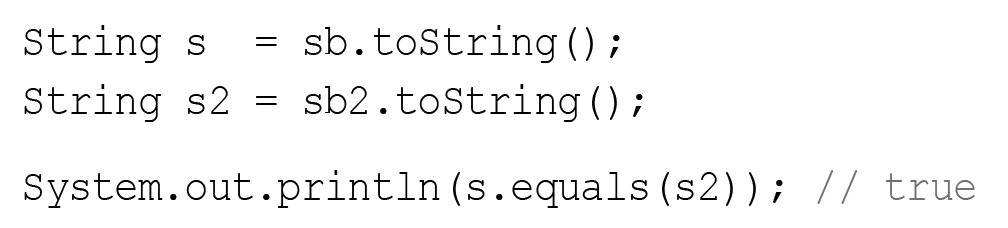 String s  = sb.toString();
String s2 = sb2.toString();
System.out.println(s.equals(s2)); // true